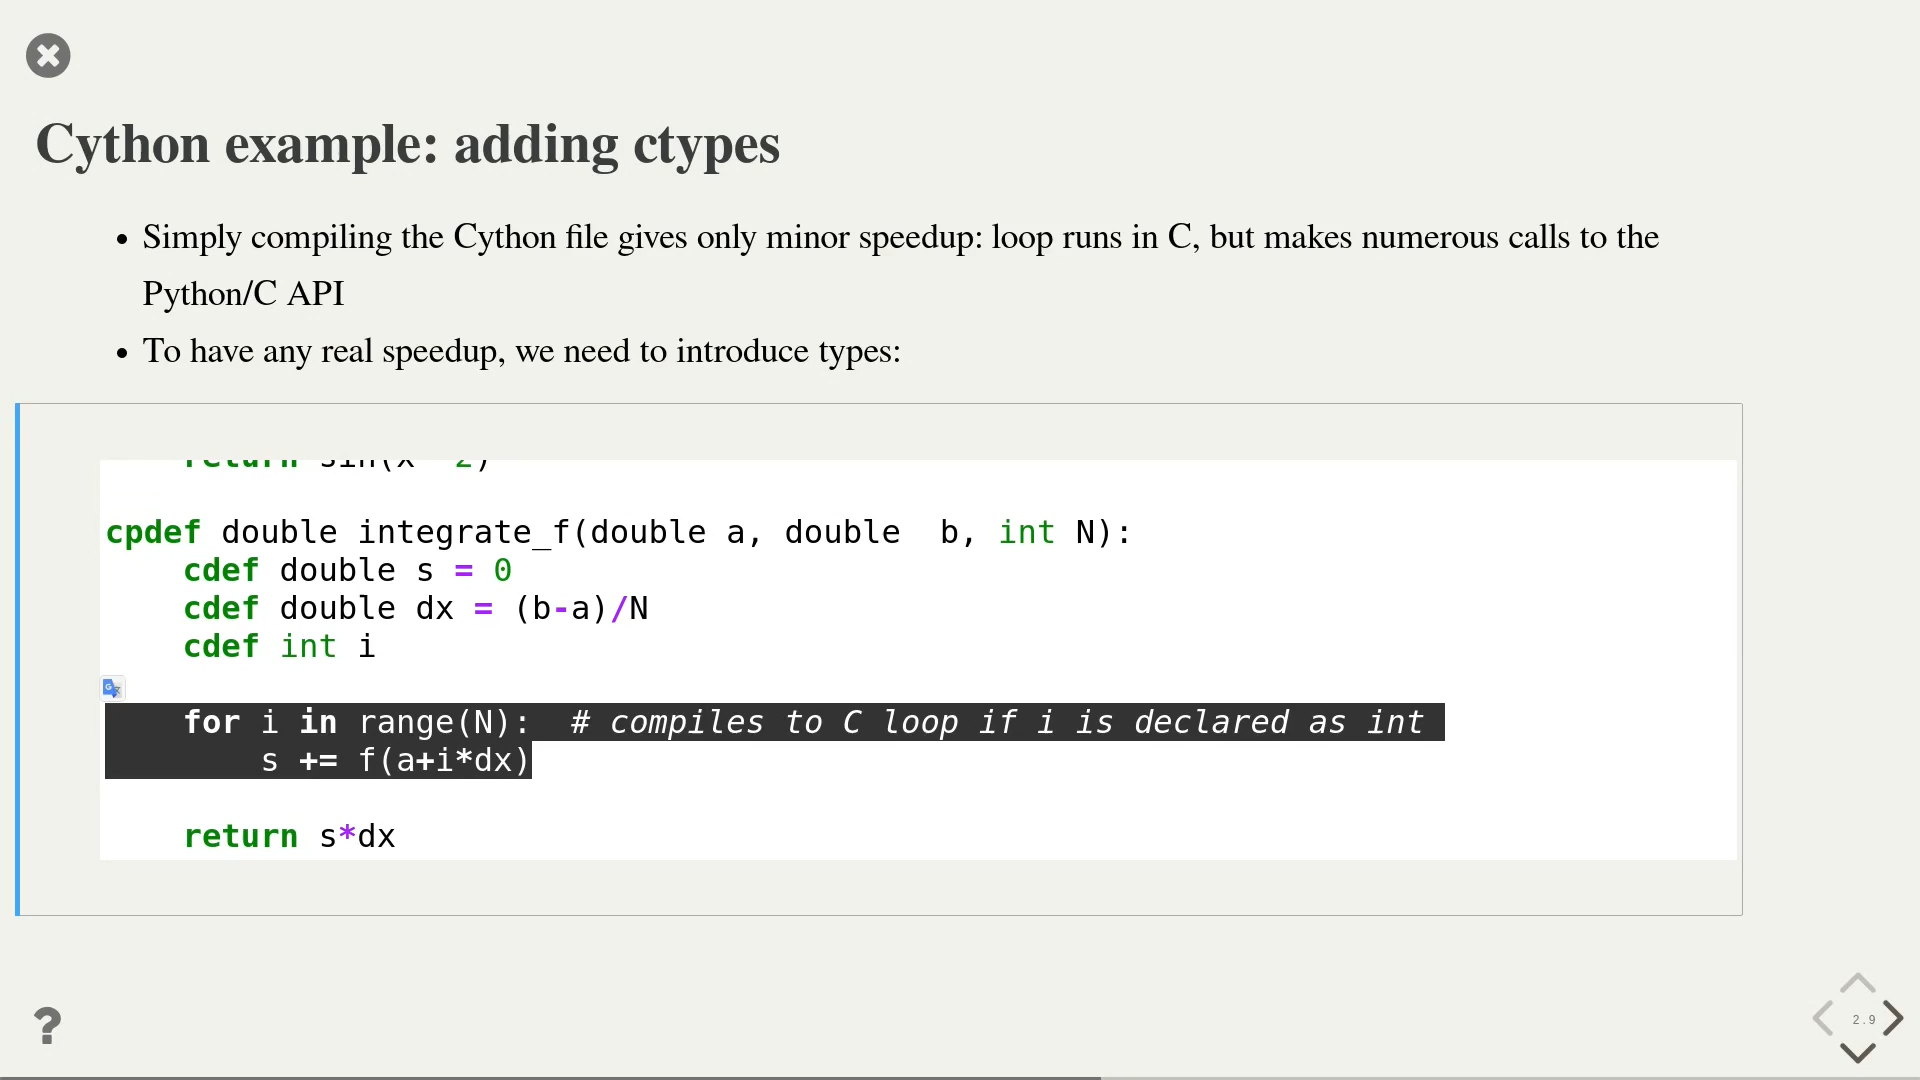 Cython example: adding ctypes
• Simply compiling the Cython file gives only minor speedup: loop runs in C, but makes numerous calls to the
Python/C API
• To have any real speedup, we need to introduce types:
cpdef double integrate_f(double a, double  b, int N):
    cdef double s = 0
    cdef double dx = (b-a)/N
    cdef int i
    for i in range(N):  # compiles to C loop if i is declared as int
        s += f(a+i*dx)
    return s*dx
?
2.9